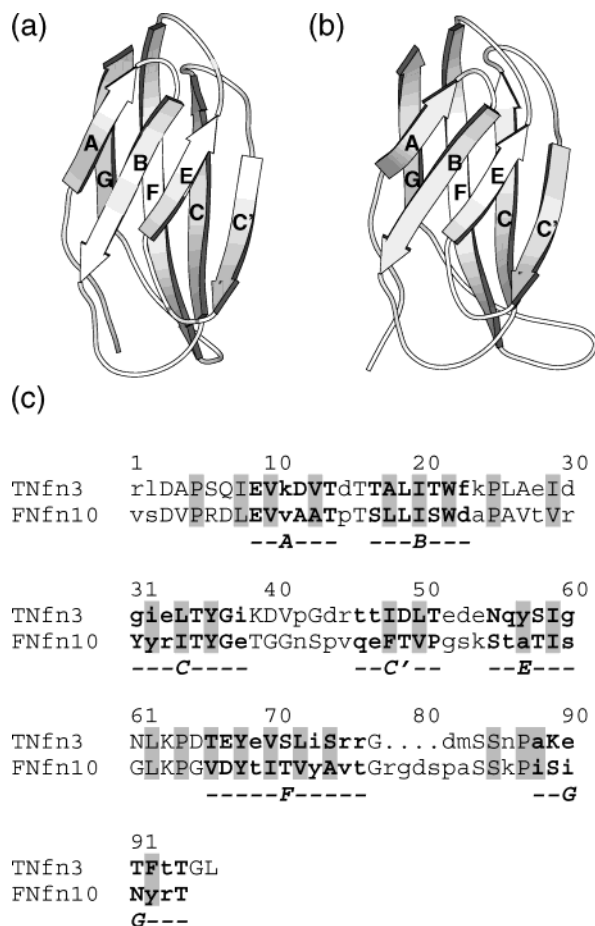 (a) (b)
A G B F E C C'
A G B F E C C'
(c)
1 10 20 30
TNfn3 rlDAPSQIEVkDVTdTTALITWfkPLAeId
FNfn10 vsDVPRDLEVvAATpTSLLISWdaPAVtVr
--A--- ---B---
31 40 50 60
TNfn3 gieLTYGiKDVpGdrttIDLTedeNqySIg
FNfn10 YyrITYGeTGGnSpvqeFTVPgskStaTIs
---C---- --C'-- --E---
61 70 80 90
TNfn3 NLKPDTEYeVSLiSrrG....dmSSnPaKe
FNfn10 GLKPGVDYtITVyAvtGrgdspaSSkPiSi
-----F----- --G
91
TNfn3 TFtTGL
FNfn10 NyrT
G---